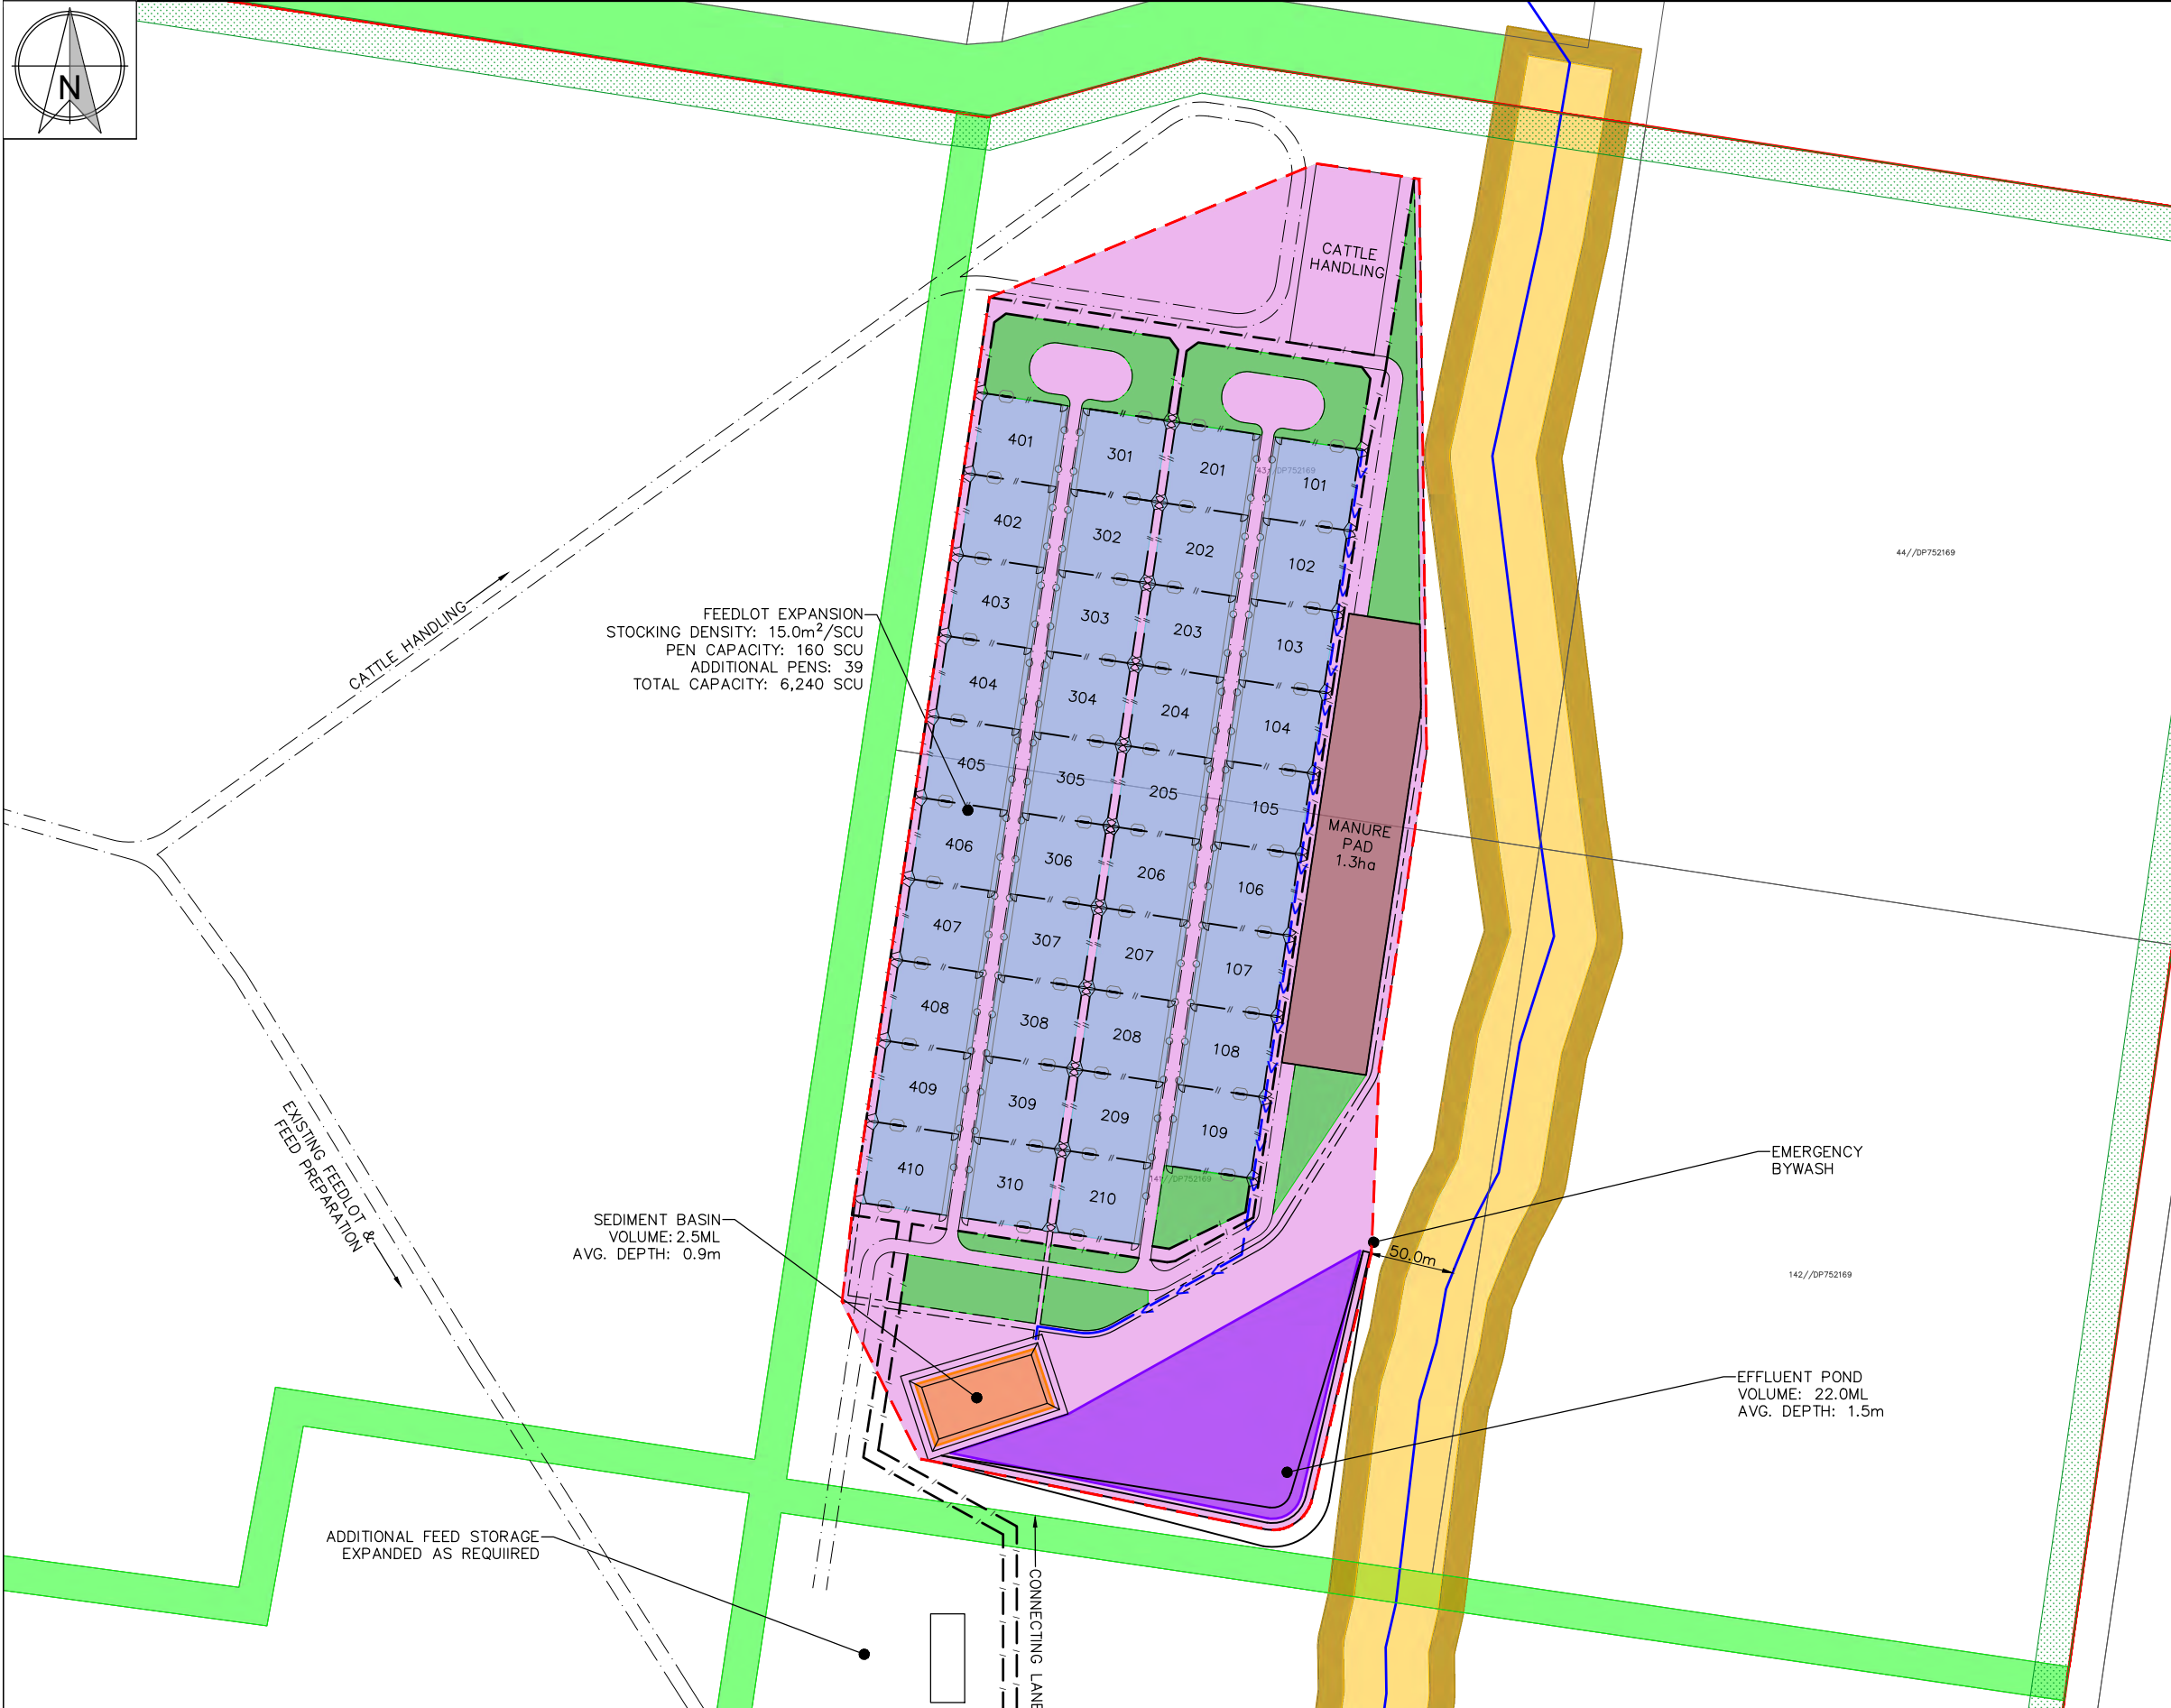 N
CATTLE
HANDLING
401
301
201
43//DP752169
101
402
302
202
102
44//DP752169
403
303
203
103
FEEDLOT EXPANSION
STOCKING DENSITY: 15.0m²/SCU
PEN CAPACITY: 160 SCU
ADDITIONAL PENS: 39
TOTAL CAPACITY: 6,240 SCU
CATTLE HANDLING
404
304
204
104
405
305
205
105
MANURE
PAD
1.3ha
406
306
206
106
407
307
207
107
408
308
208
108
409
309
209
109
EXISTING FEEDLOT &
FEED PREPARATION
410
310
210
141//DP752169
EMERGENCY
BYWASH
SEDIMENT BASIN
VOLUME: 2.5ML
AVG. DEPTH: 0.9m
50.0m
142//DP752169
EFFLUENT POND
VOLUME: 22.0ML
AVG. DEPTH: 1.5m
ADDITIONAL FEED STORAGE
EXPANDED AS REQUIIRED
CONNECTING LANE